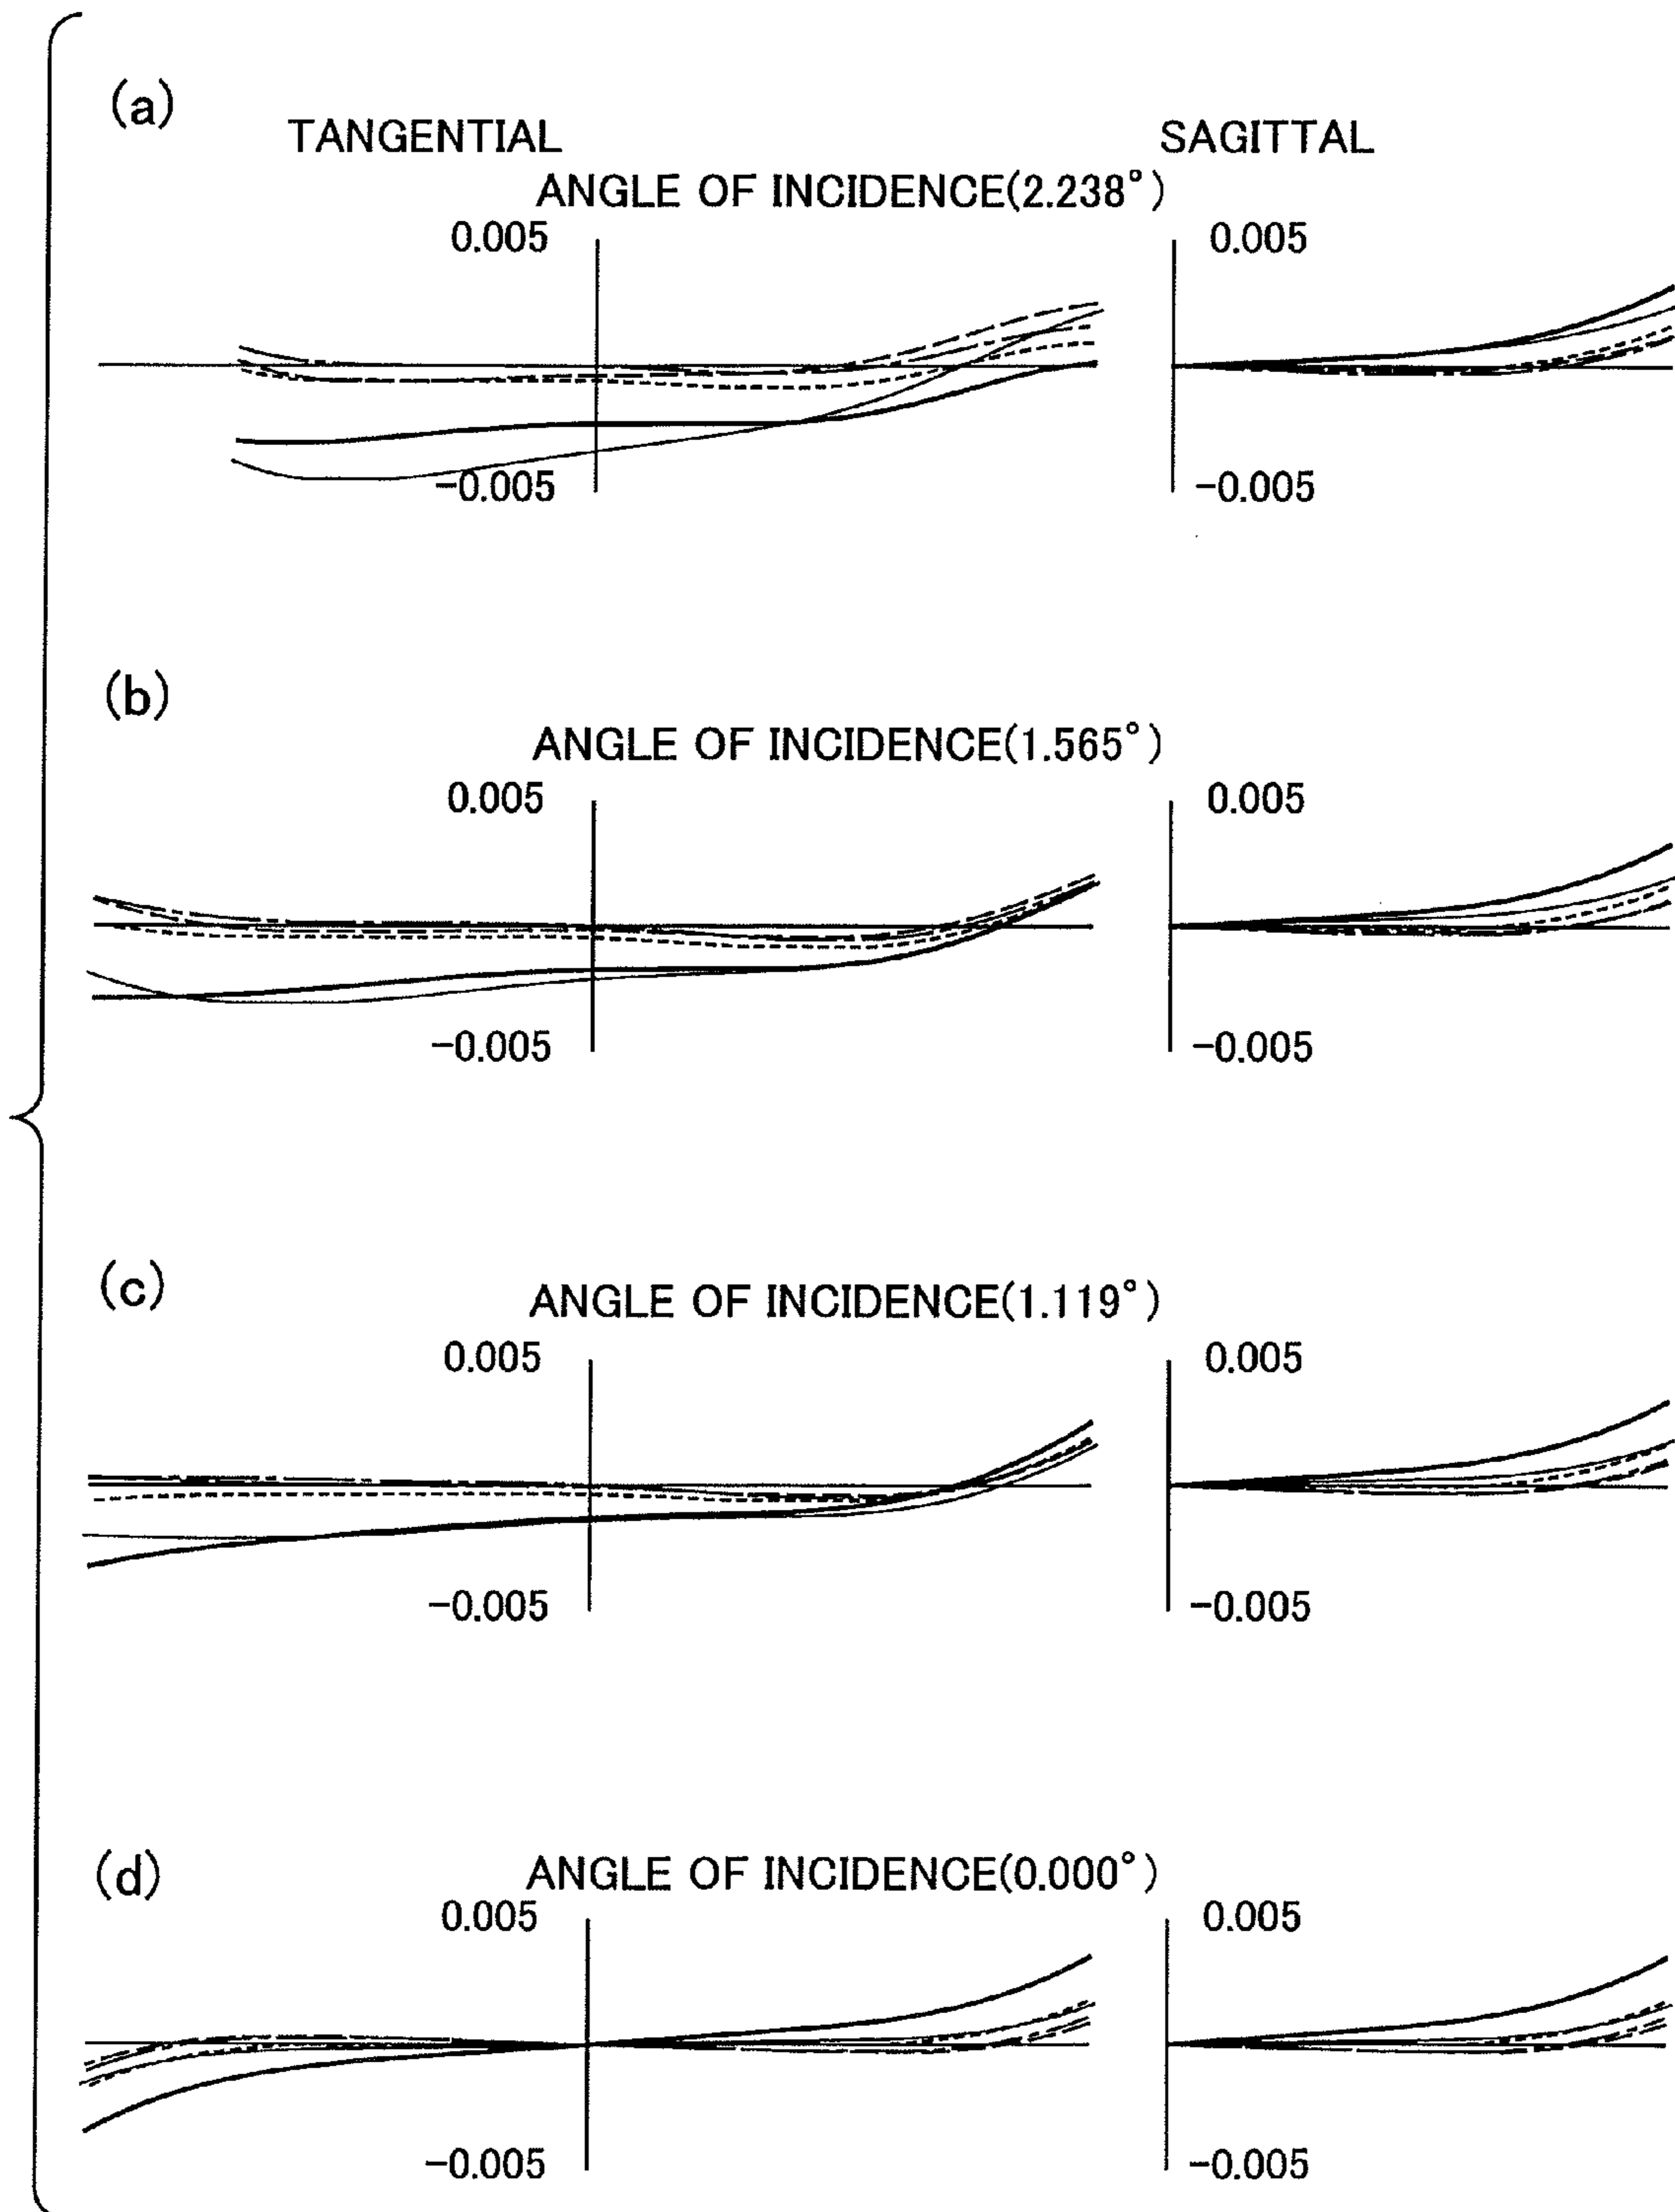 (a)
TANGENTIAL SAGITTAL
ANGLE OF INCIDENCE(2.238°)
0.005 0.005
-0.005 -0.005
(b)
ANGLE OF INCIDENCE(1.565°)
0.005 0.005
-0.005 -0.005
(c)
ANGLE OF INCIDENCE(1.119°)
0.005 0.005
-0.005 -0.005
(d)
ANGLE OF INCIDENCE(0.000°)
0.005 0.005
-0.005 -0.005